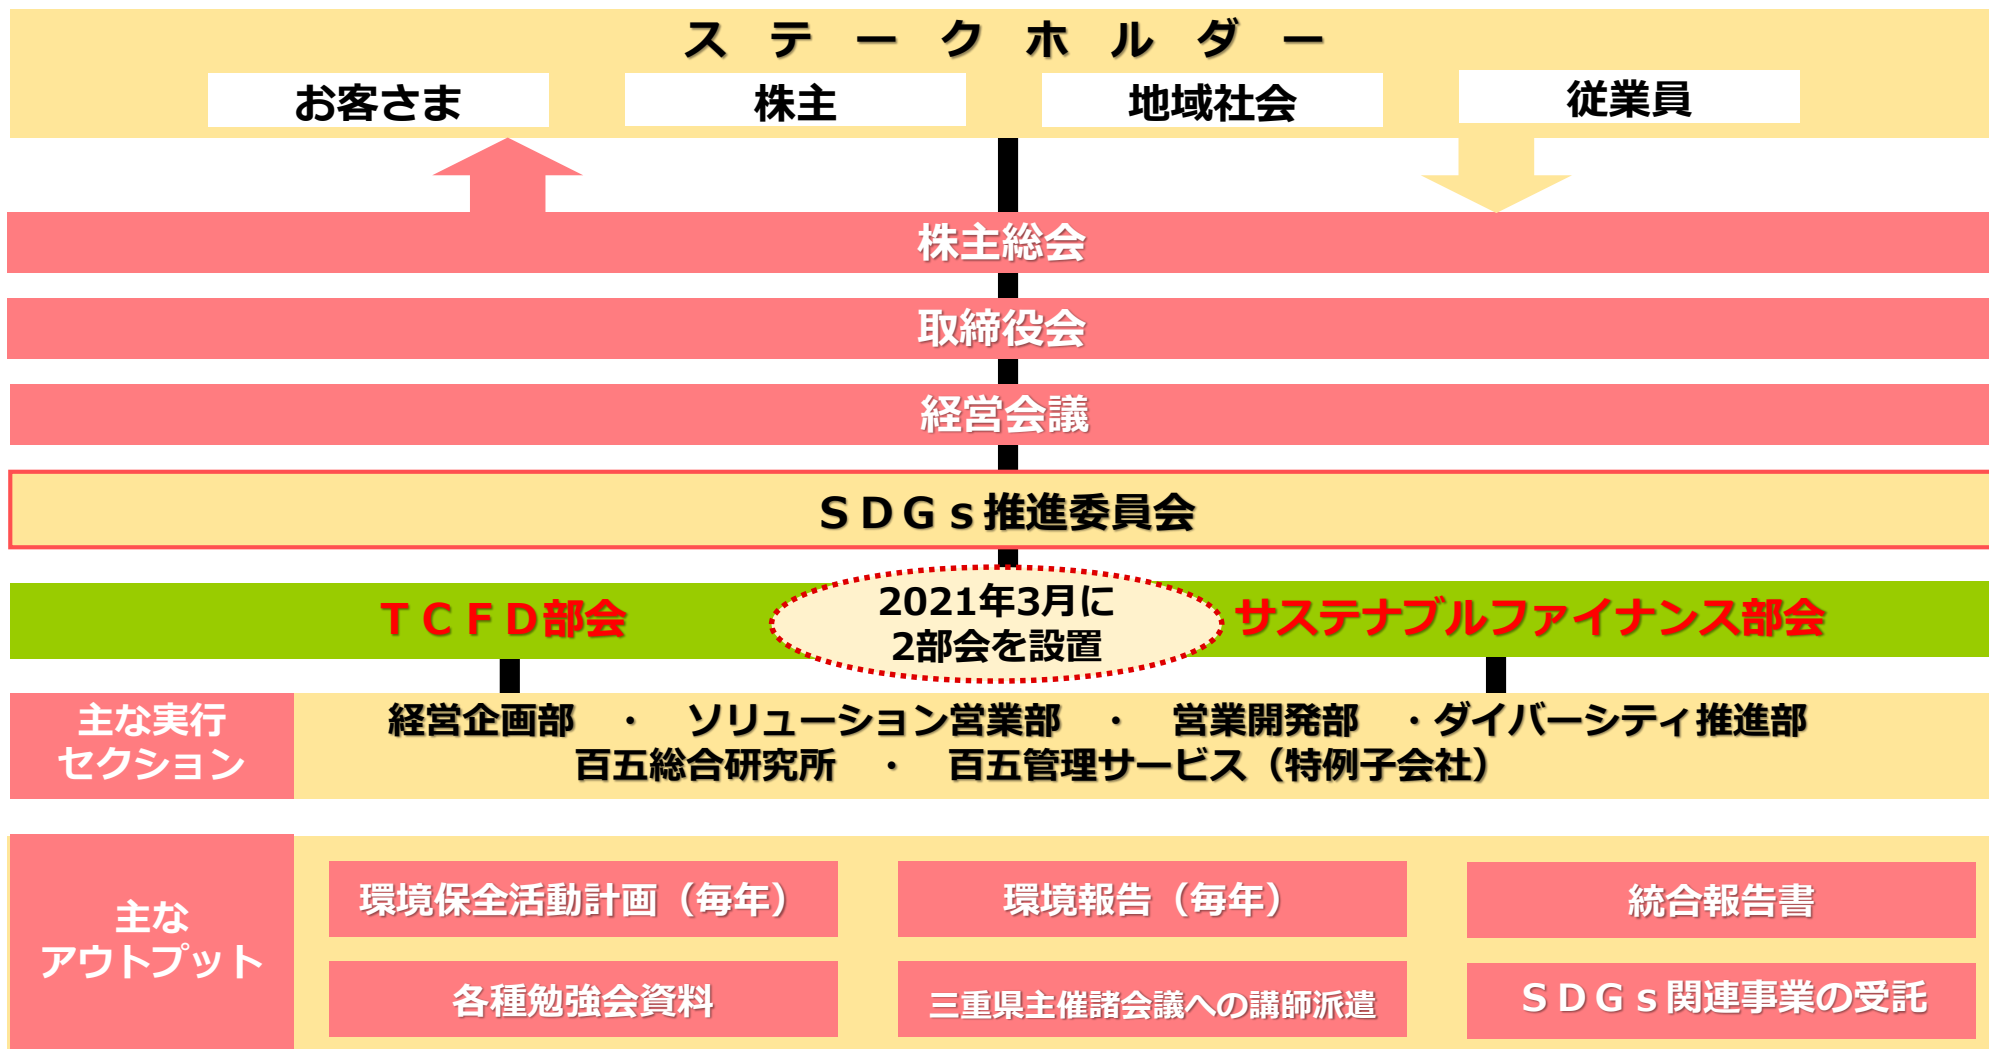 ステークホルダー
お客さま
株主
地域社会
従業員
株主総会
取締役会
経営会議
ＳＤＧｓ推進委員会
ＴＣＦＤ部会
2021年3月に
2部会を設置
サステナブルファイナンス部会
主な実行
セクション
経営企画部　・　ソリューション営業部　・　営業開発部　・ダイバーシティ推進部
百五総合研究所　・　百五管理サービス（特例子会社）
主な
アウトプット
環境保全活動計画（毎年）
環境報告（毎年）
統合報告書
各種勉強会資料
三重県主催諸会議への講師派遣
ＳＤＧｓ関連事業の受託